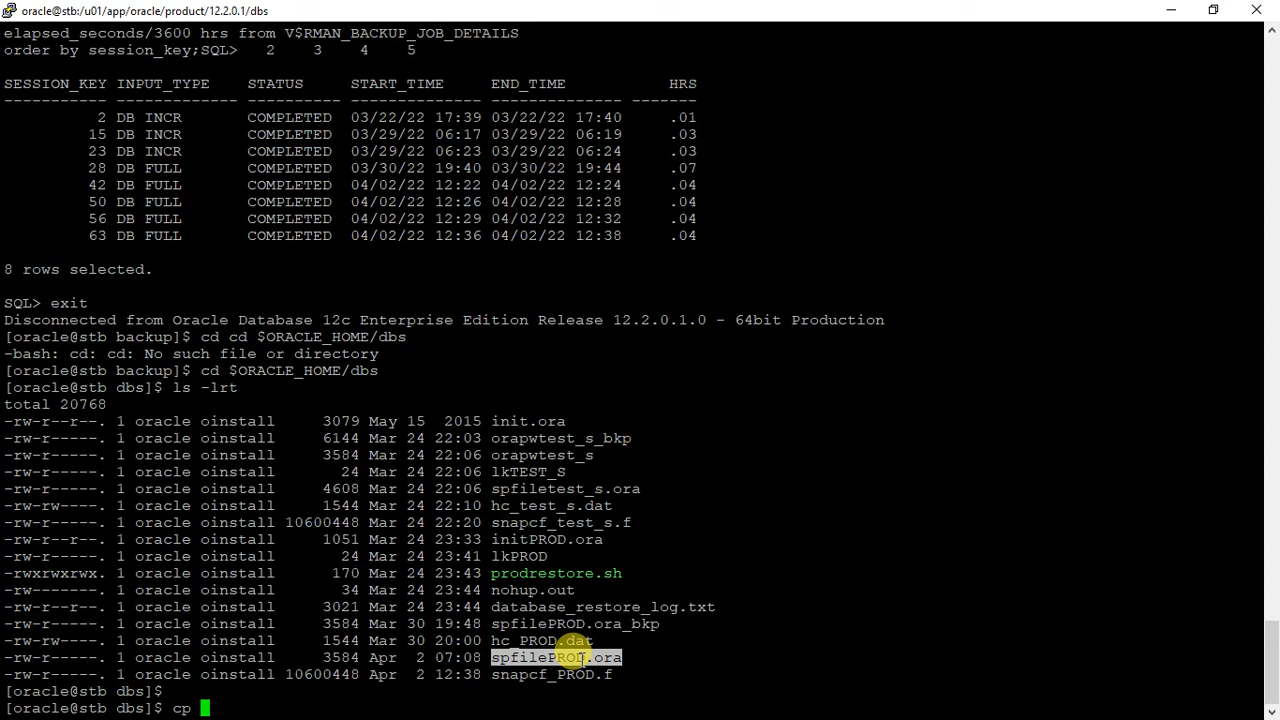 oracle@stb:/u01/app/oracle/product/12.2.0.1/dbs
elapsed_seconds/3600 hrs from V$RMAN_BACKUP_JOB_DETAILS
order by session_key;SQL>   2    3    4    5
SESSION_KEY INPUT_TYPE    STATUS     START_TIME     END_TIME           HRS
----------- ------------- ---------- -------------- -------------- -------
          2 DB INCR       COMPLETED  03/22/22 17:39 03/22/22 17:40     .01
         15 DB INCR       COMPLETED  03/29/22 06:17 03/29/22 06:19     .03
         23 DB INCR       COMPLETED  03/29/22 06:23 03/29/22 06:24     .03
         28 DB FULL       COMPLETED  03/30/22 19:40 03/30/22 19:44     .07
         42 DB FULL       COMPLETED  04/02/22 12:22 04/02/22 12:24     .04
         50 DB FULL       COMPLETED  04/02/22 12:26 04/02/22 12:28     .04
         56 DB FULL       COMPLETED  04/02/22 12:29 04/02/22 12:32     .04
         63 DB FULL       COMPLETED  04/02/22 12:36 04/02/22 12:38     .04
8 rows selected.
SQL> exit
Disconnected from Oracle Database 12c Enterprise Edition Release 12.2.0.1.0 - 64bit Production
[oracle@stb backup]$ cd cd $ORACLE_HOME/dbs
-bash: cd: cd: No such file or directory
[oracle@stb backup]$ cd $ORACLE_HOME/dbs
[oracle@stb dbs]$ ls -lrt
total 20768
-rw-r--r--. 1 oracle oinstall     3079 May 15  2015 init.ora
-rw-r-----. 1 oracle oinstall     6144 Mar 24 22:03 orapwtest_s_bkp
-rw-r-----. 1 oracle oinstall     3584 Mar 24 22:06 orapwtest_s
-rw-r-----. 1 oracle oinstall       24 Mar 24 22:06 lkTEST_S
-rw-r-----. 1 oracle oinstall     4608 Mar 24 22:06 spfiletest_s.ora
-rw-rw----. 1 oracle oinstall     1544 Mar 24 22:10 hc_test_s.dat
-rw-r-----. 1 oracle oinstall 10600448 Mar 24 22:20 snapcf_test_s.f
-rw-r--r--. 1 oracle oinstall     1051 Mar 24 23:33 initPROD.ora
-rw-r-----. 1 oracle oinstall       24 Mar 24 23:41 lkPROD
-rwxrwxrwx. 1 oracle oinstall      170 Mar 24 23:43 prodrestore.sh
-rw-r-----. 1 oracle oinstall       34 Mar 24 23:44 nohup.out
-rw-r--r--. 1 oracle oinstall     3021 Mar 24 23:44 database_restore_log.txt
-rw-r-----. 1 oracle oinstall     3584 Mar 30 19:48 spfilePROD.ora_bkp
-rw-rw----. 1 oracle oinstall     1544 Mar 30 20:00 hc_PROD.dat
-rw-r-----. 1 oracle oinstall     3584 Apr  2 07:08 spfilePROD.ora
-rw-r-----. 1 oracle oinstall 10600448 Apr  2 12:38 snapcf_PROD.f
[oracle@stb dbs]$
[oracle@stb dbs]$ cp